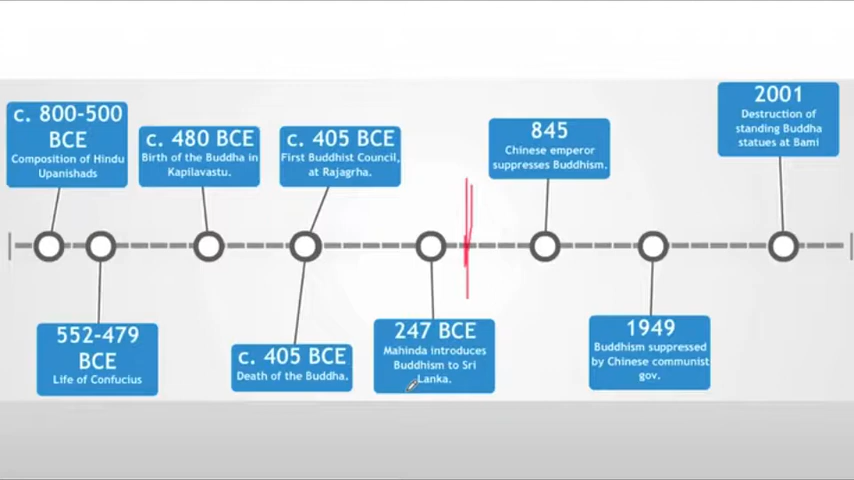 c. 800-500
BCE
Composition of Hindu
Upanishads
c. 480 BCE
Birth of the Buddha in
Kapilavastu.
c. 405 BCE
First Buddhist Council,
at Rajagrha.
845
Chinese emperor
suppresses Buddhism.
2001
Destruction of
standing Buddha
statues at Bami
552-479
BCE
Life of Confucius
c. 405 BCE
Death of the Buddha.
247 BCE
Mahinda introduces
Buddhism to Sri
Lanka.
1949
Buddhism suppressed
by Chinese communist
gov.